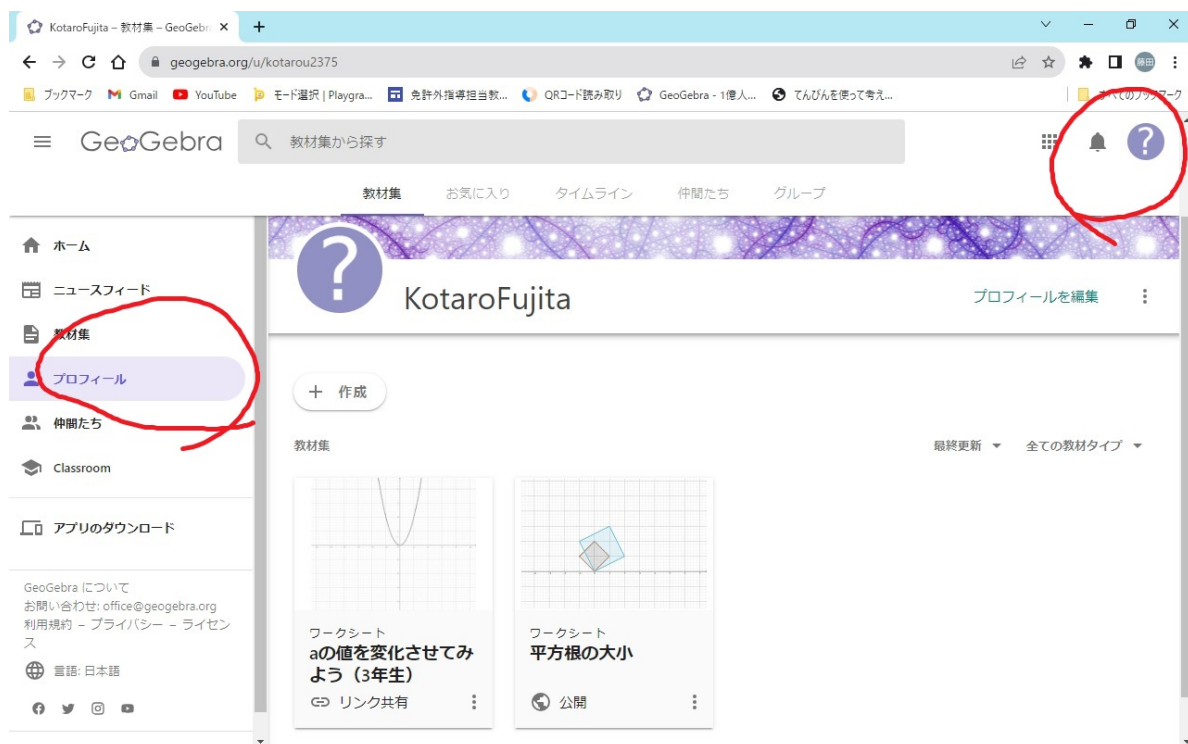 KotaroFujita – 教材集 – GeoGebr
geogebra.org/u/kotarou2375
藤田
ブックマーク Gmail YouTube モード選択 | Playgra... 免許外指導担当教... QRコード読み取り GeoGebra - 1億人... てんびんを使って考え... すべてのブックマーク
GeoGebra
教材集から探す
教材集 お気に入り タイムライン 仲間たち グループ
ホーム
ニュースフィード
教材集
プロフィール
仲間たち
Classroom
アプリのダウンロード
GeoGebra について
お問い合わせ: office@geogebra.org
利用規約 – プライバシー – ライセン
ス
言語: 日本語
?
?
KotaroFujita
プロフィールを編集
+ 作成
教材集
最終更新 全ての教材タイプ
ワークシート
aの値を変化させてみ
よう（3年生）
リンク共有
ワークシート
平方根の大小
公開